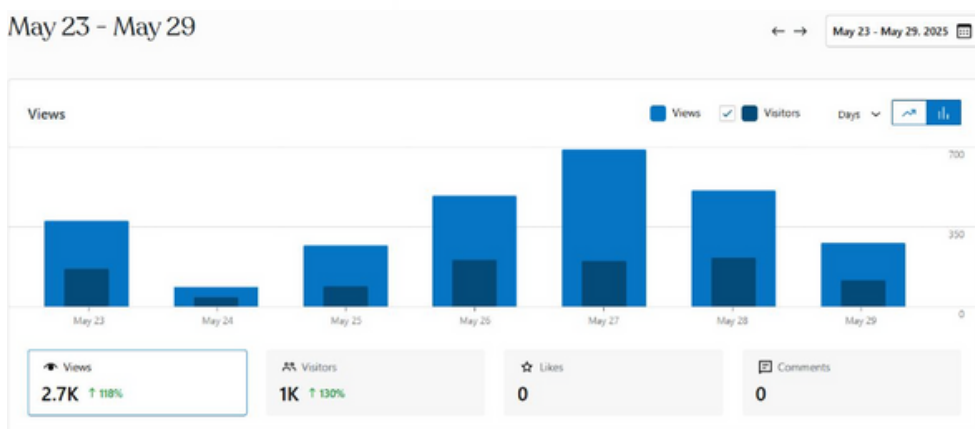 May 23 - May 29
← → May 23 - May 29, 2025
Views
Views Visitors Days
700
350
0
May 23 May 24 May 25 May 26 May 27 May 28 May 29
Views Visitors Likes Comments
2.7K ↑ 118% 1K ↑ 130% 0 0